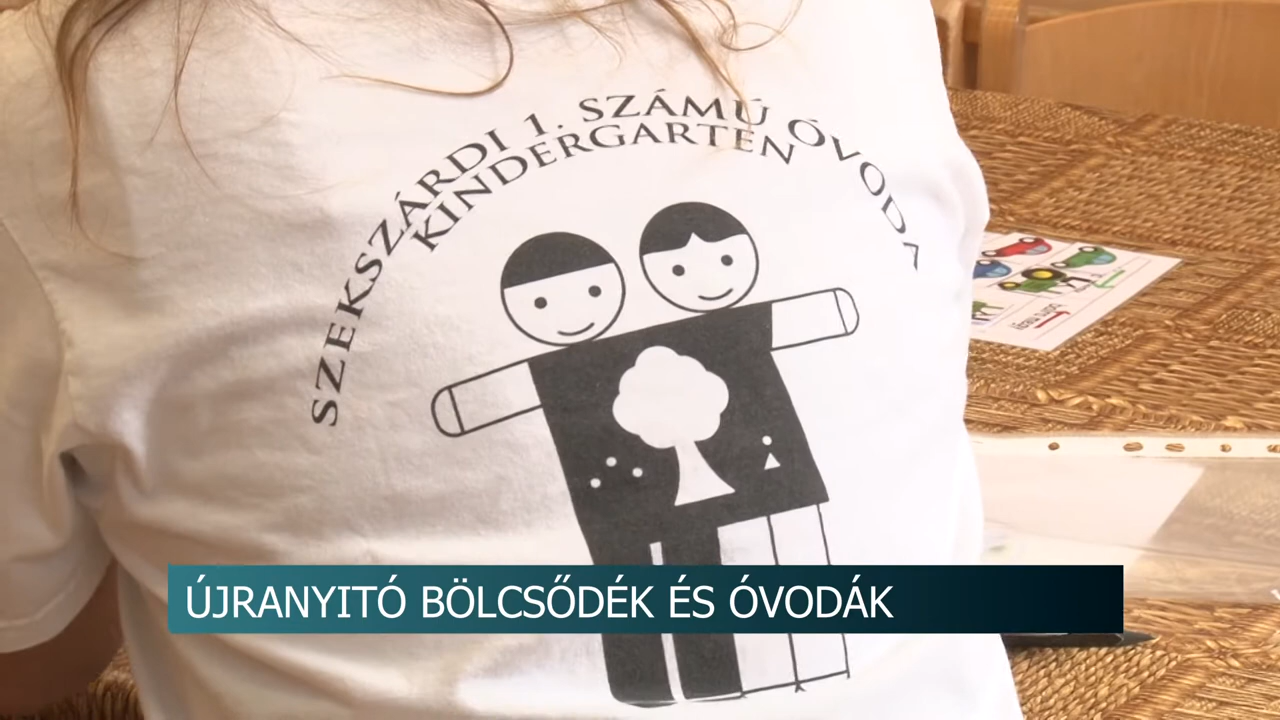 SZEKSZÁRDI 1. SZÁMÚ ÓVODA
KINDERGARTEN
ÚJRANYITÓ BÖLCSŐDÉK ÉS ÓVODÁK